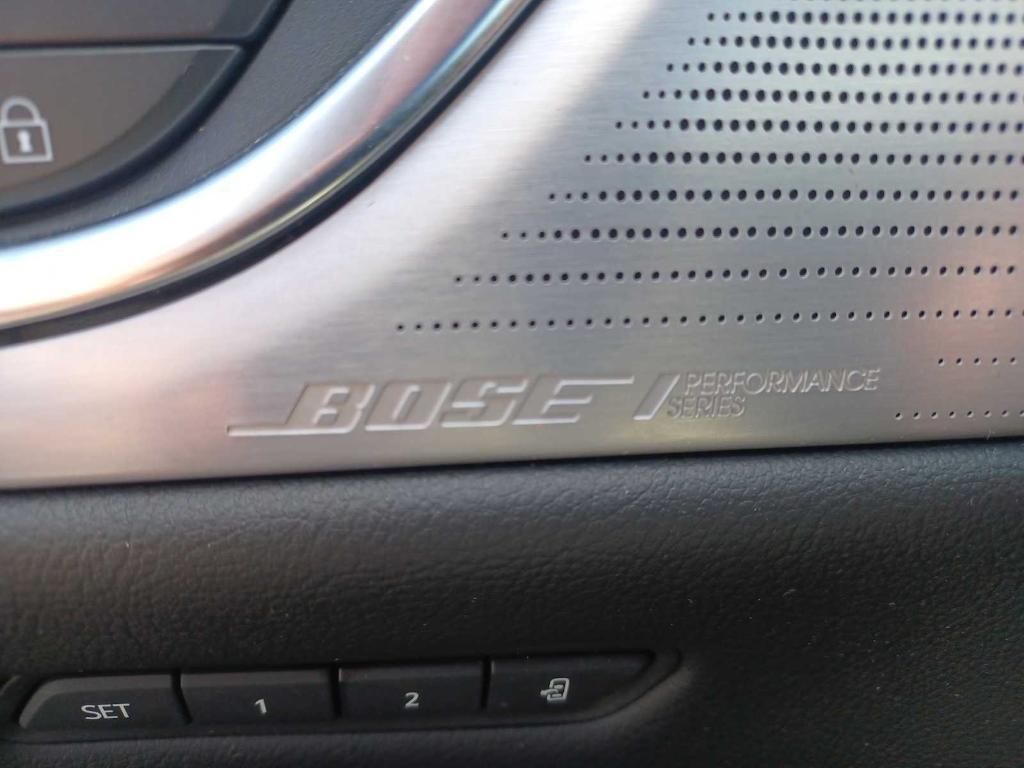 BOSE
PERFORMANCE
SERIES
SET
1
2